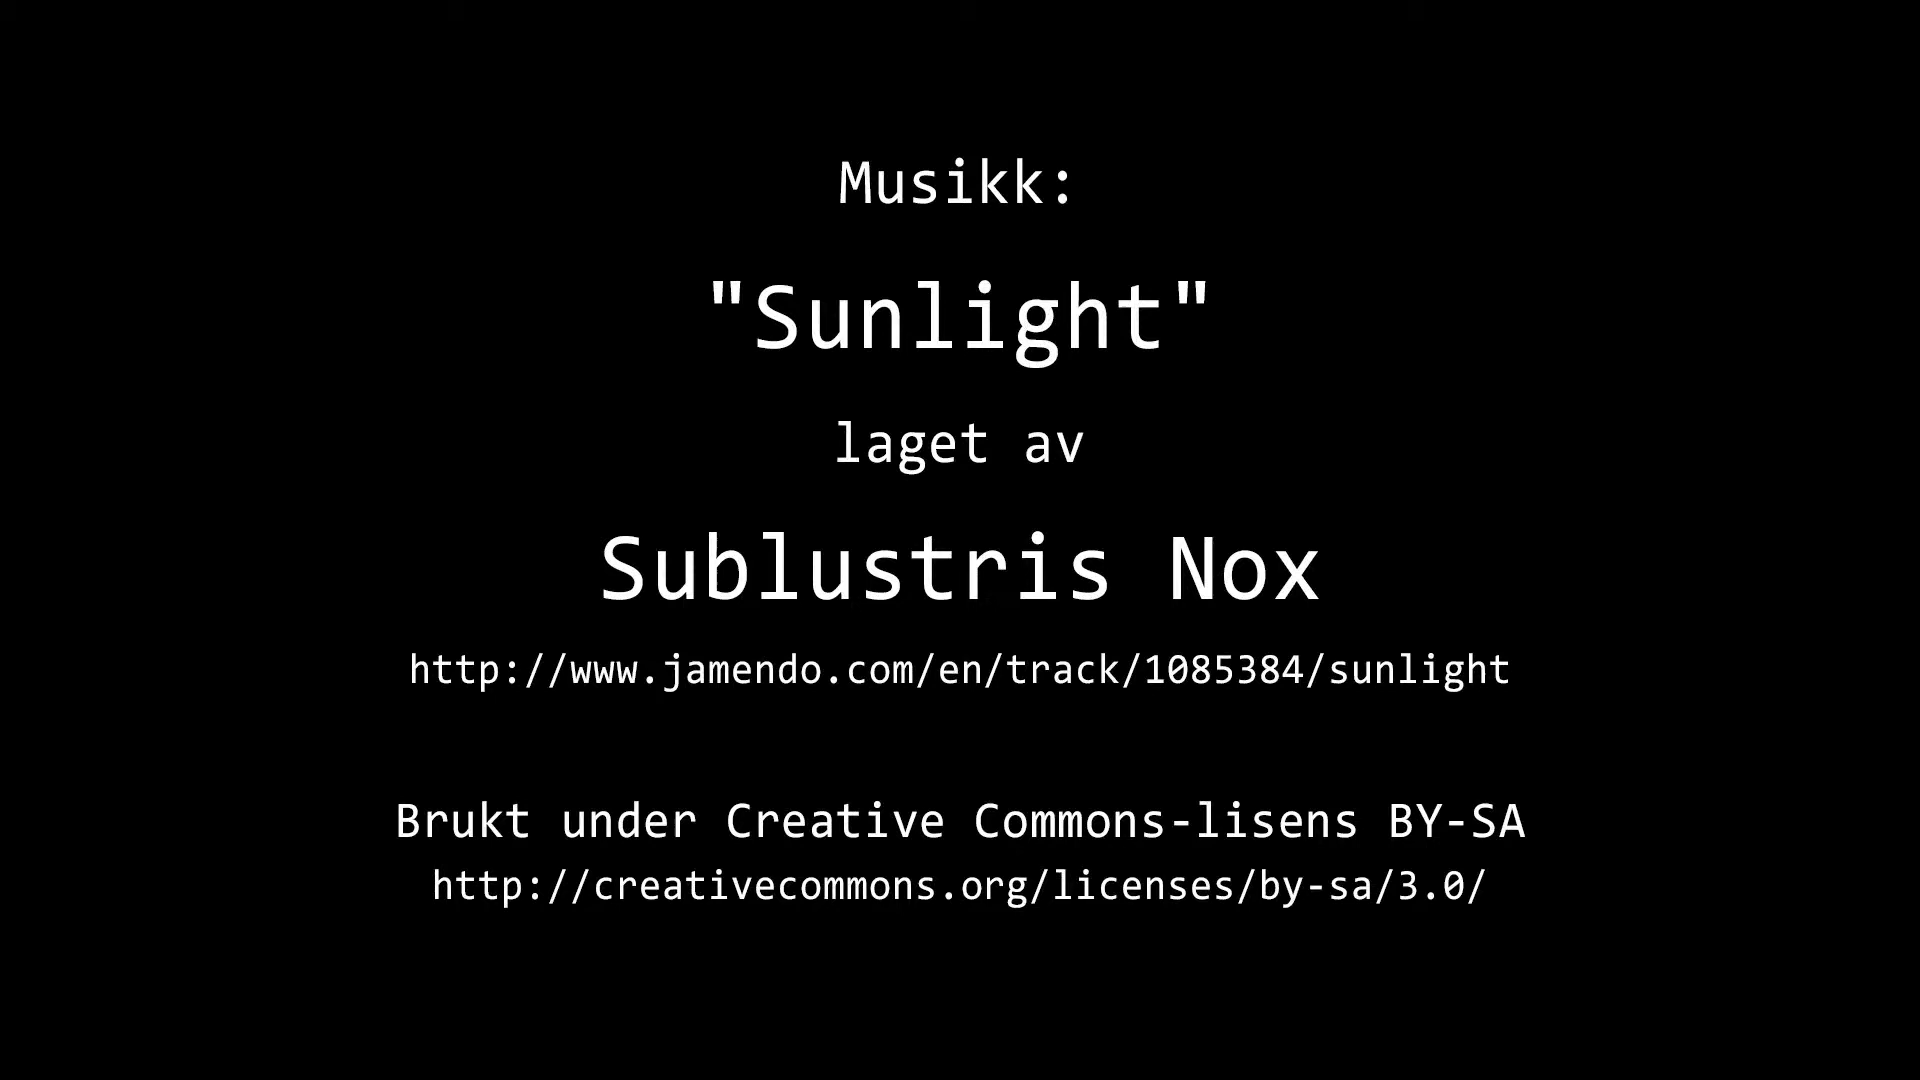 Musikk:
"Sunlight"
laget av
Sublustris Nox
http://www.jamendo.com/en/track/1085384/sunlight
Brukt under Creative Commons-lisens BY-SA
http://creativecommons.org/licenses/by-sa/3.0/